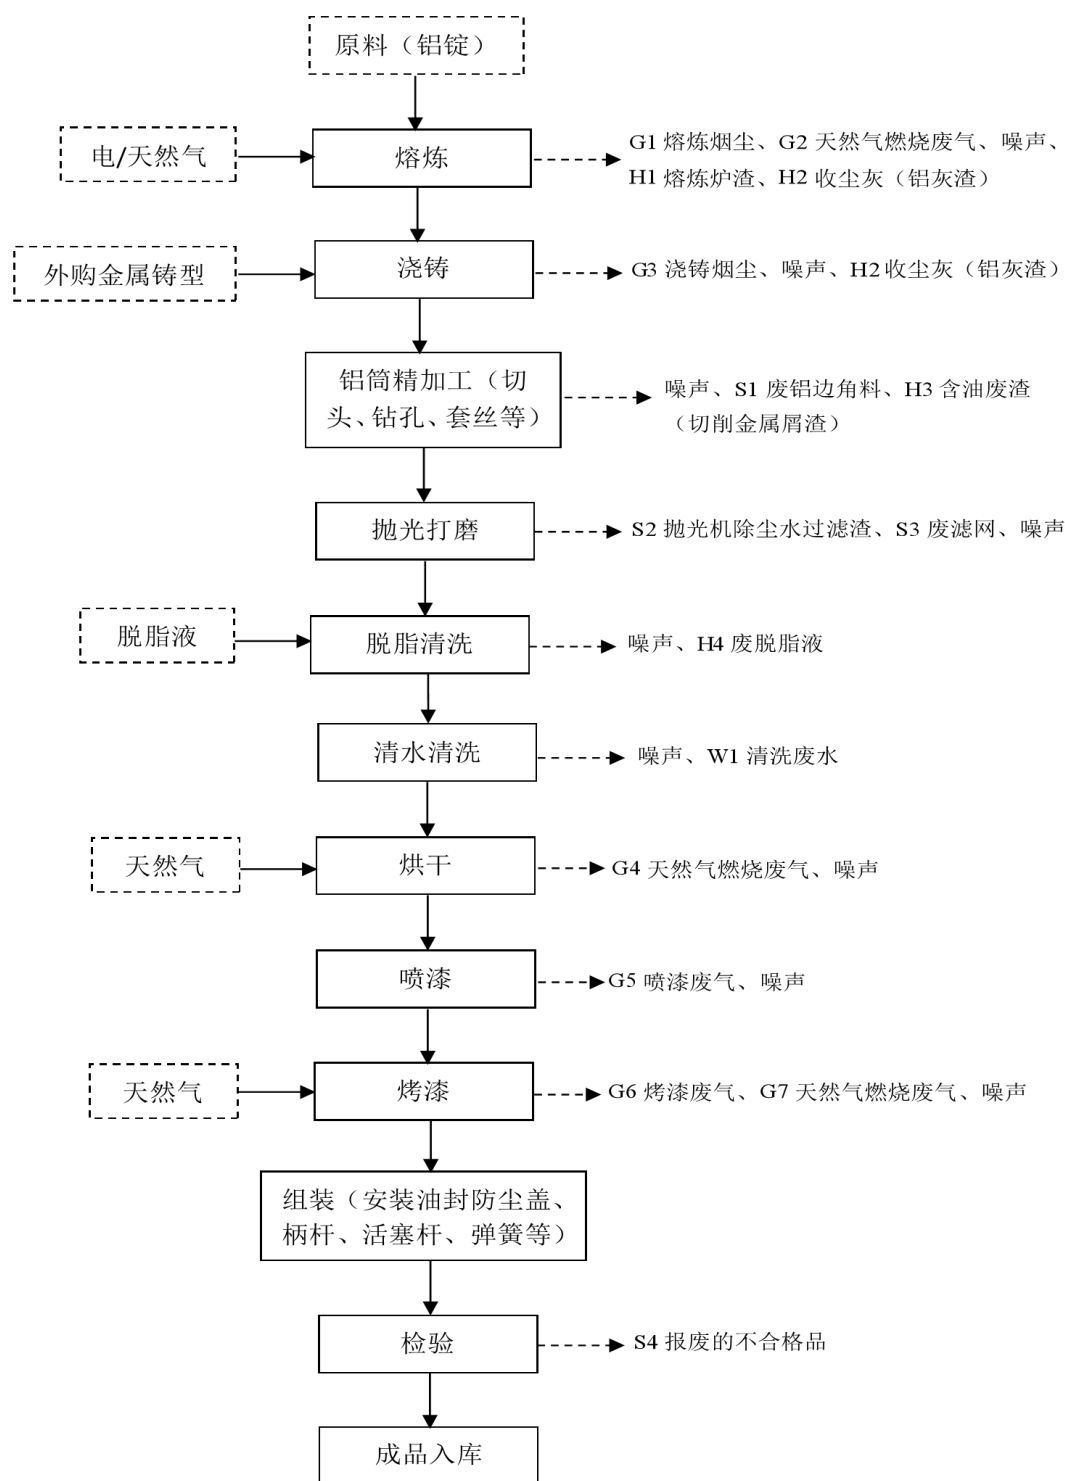 原料（铝锭）
电/天然气
熔炼
G1 熔炼烟尘、G2 天然气燃烧废气、噪声、
H1 熔炼炉渣、H2 收尘灰（铝灰渣）
外购金属铸型
浇铸
G3 浇铸烟尘、噪声、H2 收尘灰（铝灰渣）
铝筒精加工（切
头、钻孔、套丝等）
噪声、S1 废铝边角料、H3 含油废渣
（切削金属屑渣）
抛光打磨
S2 抛光机除尘水过滤渣、S3 废滤网、噪声
脱脂液
脱脂清洗
噪声、H4 废脱脂液
清水清洗
噪声、W1 清洗废水
天然气
烘干
G4 天然气燃烧废气、噪声
喷漆
G5 喷漆废气、噪声
天然气
烤漆
G6 烤漆废气、G7 天然气燃烧废气、噪声
组装（安装油封防尘盖、
柄杆、活塞杆、弹簧等）
检验
S4 报废的不合格品
成品入库